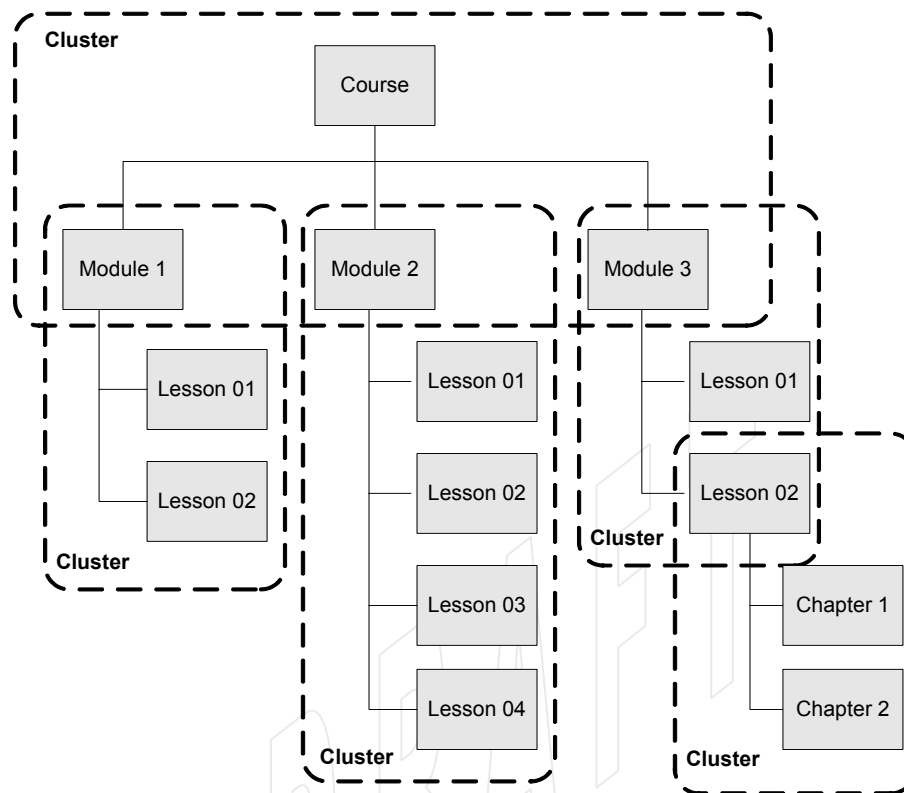 Cluster
Course
Module 1
Module 2
Module 3
Lesson 01
Lesson 02
Cluster
Lesson 01
Lesson 02
Lesson 03
Lesson 04
Cluster
Lesson 01
Lesson 02
Cluster
Chapter 1
Chapter 2
Cluster
DRAFT